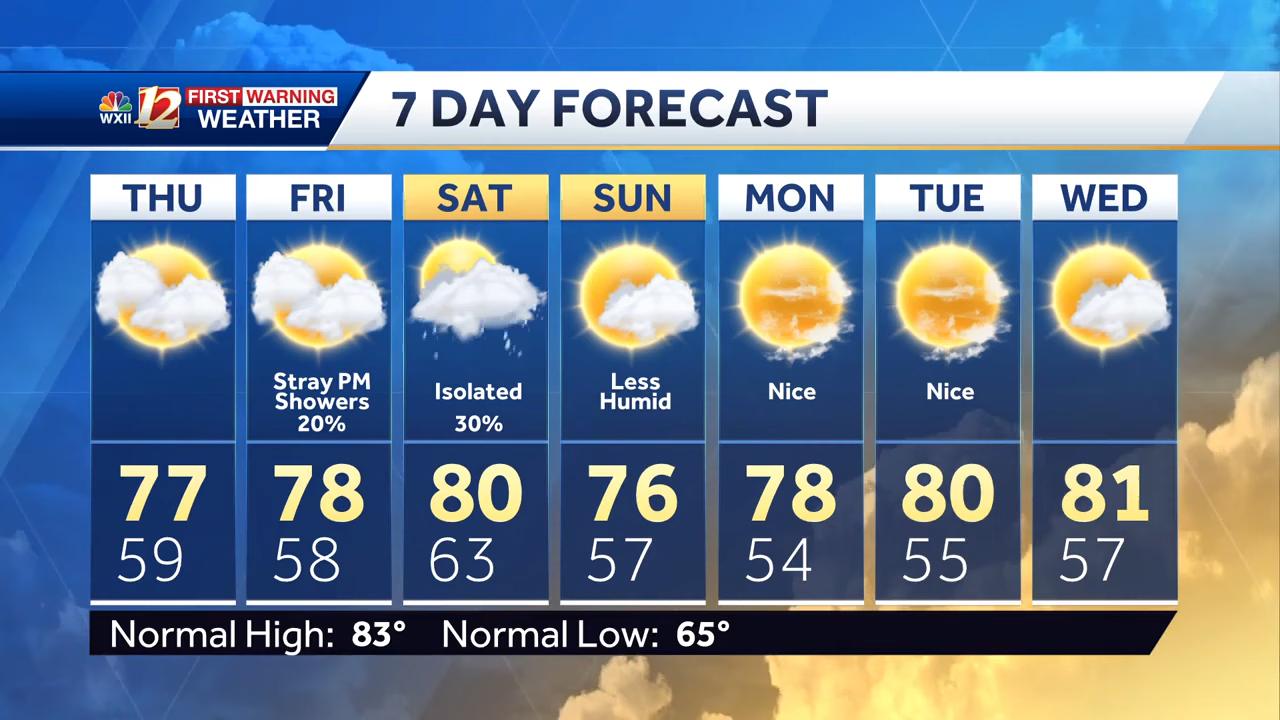 WXII 12 FIRST WARNING
WEATHER
7 DAY FORECAST
THU
FRI
SAT
SUN
MON
TUE
WED
Stray PM
Showers
20%
Isolated
30%
Less
Humid
Nice
Nice
77
78
80
76
78
80
81
59
58
63
57
54
55
57
Normal High: 83° Normal Low: 65°